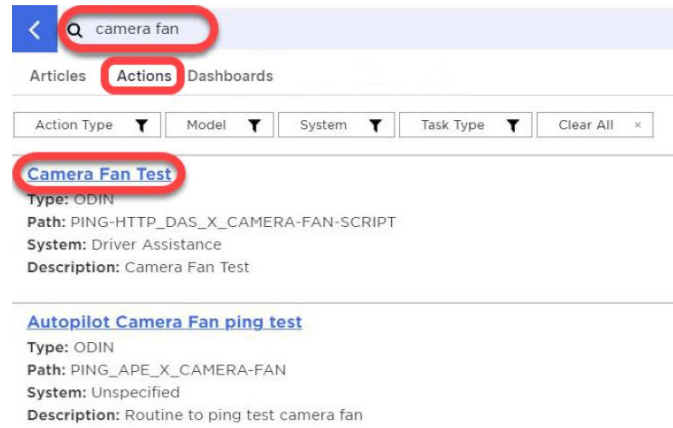 camera fan
Articles Actions Dashboards
Action Type Model System Task Type Clear All ×
Camera Fan Test
Type: ODIN
Path: PING-HTTP_DAS_X_CAMERA-FAN-SCRIPT
System: Driver Assistance
Description: Camera Fan Test
Autopilot Camera Fan ping test
Type: ODIN
Path: PING_APE_X_CAMERA-FAN
System: Unspecified
Description: Routine to ping test camera fan